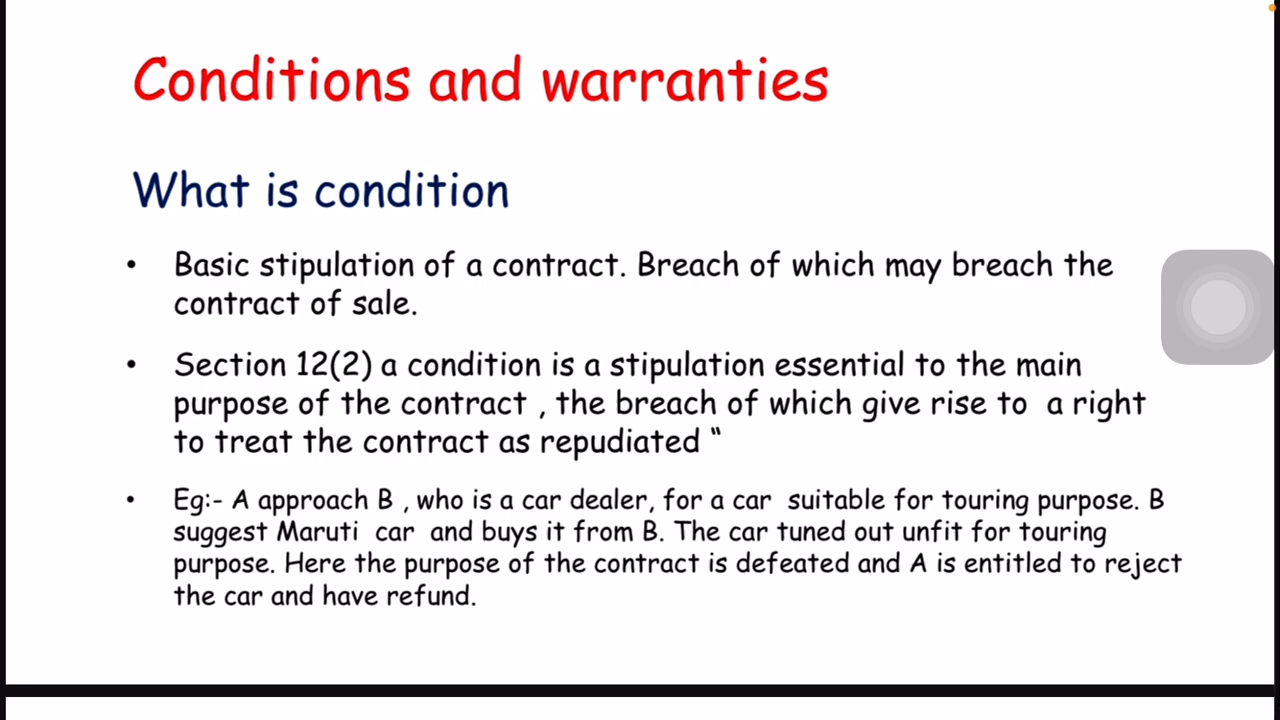 Conditions and warranties
What is condition
• Basic stipulation of a contract. Breach of which may breach the
contract of sale.
• Section 12(2) a condition is a stipulation essential to the main
purpose of the contract , the breach of which give rise to a right
to treat the contract as repudiated “
• Eg:- A approach B , who is a car dealer, for a car suitable for touring purpose. B
suggest Maruti car and buys it from B. The car tuned out unfit for touring
purpose. Here the purpose of the contract is defeated and A is entitled to reject
the car and have refund.